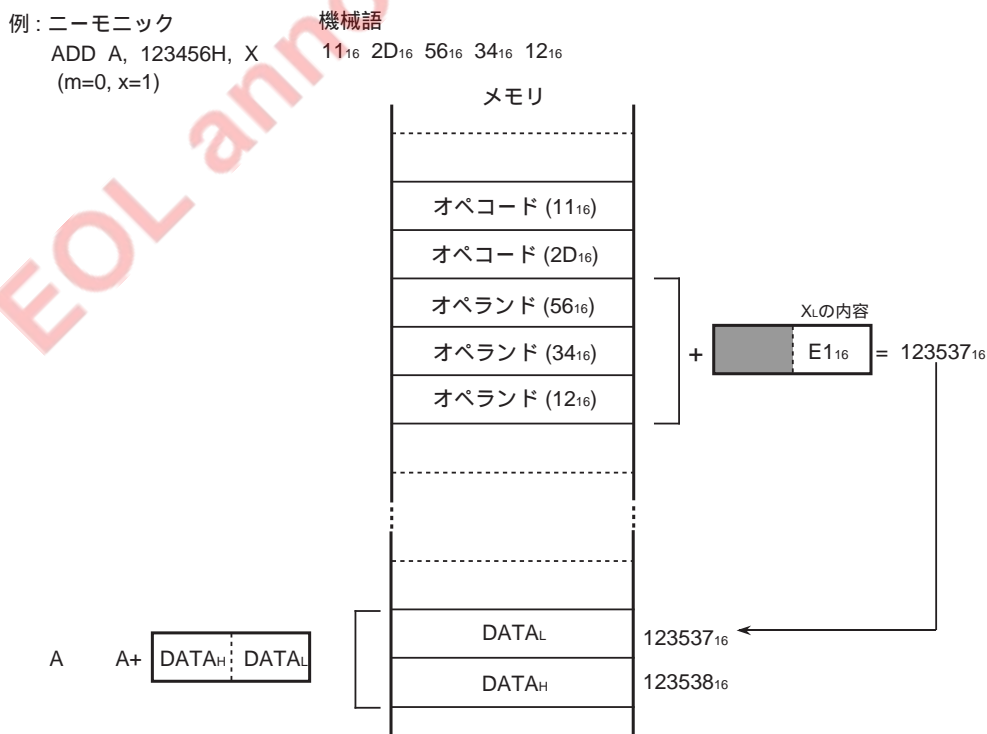 例 : ニーモニック
機械語
ADD A, 123456H, X
11₁₆ 2D₁₆ 56₁₆ 34₁₆ 12₁₆
(m=0, x=1)
メモリ
オペコード (11₁₆)
オペコード (2D₁₆)
オペランド (56₁₆)
XLの内容
オペランド (34₁₆)
+ E1₁₆ = 123537₁₆
オペランド (12₁₆)
DATAL
123537₁₆
A A+ DATAH DATAL
DATAH
123538₁₆
EOL anno